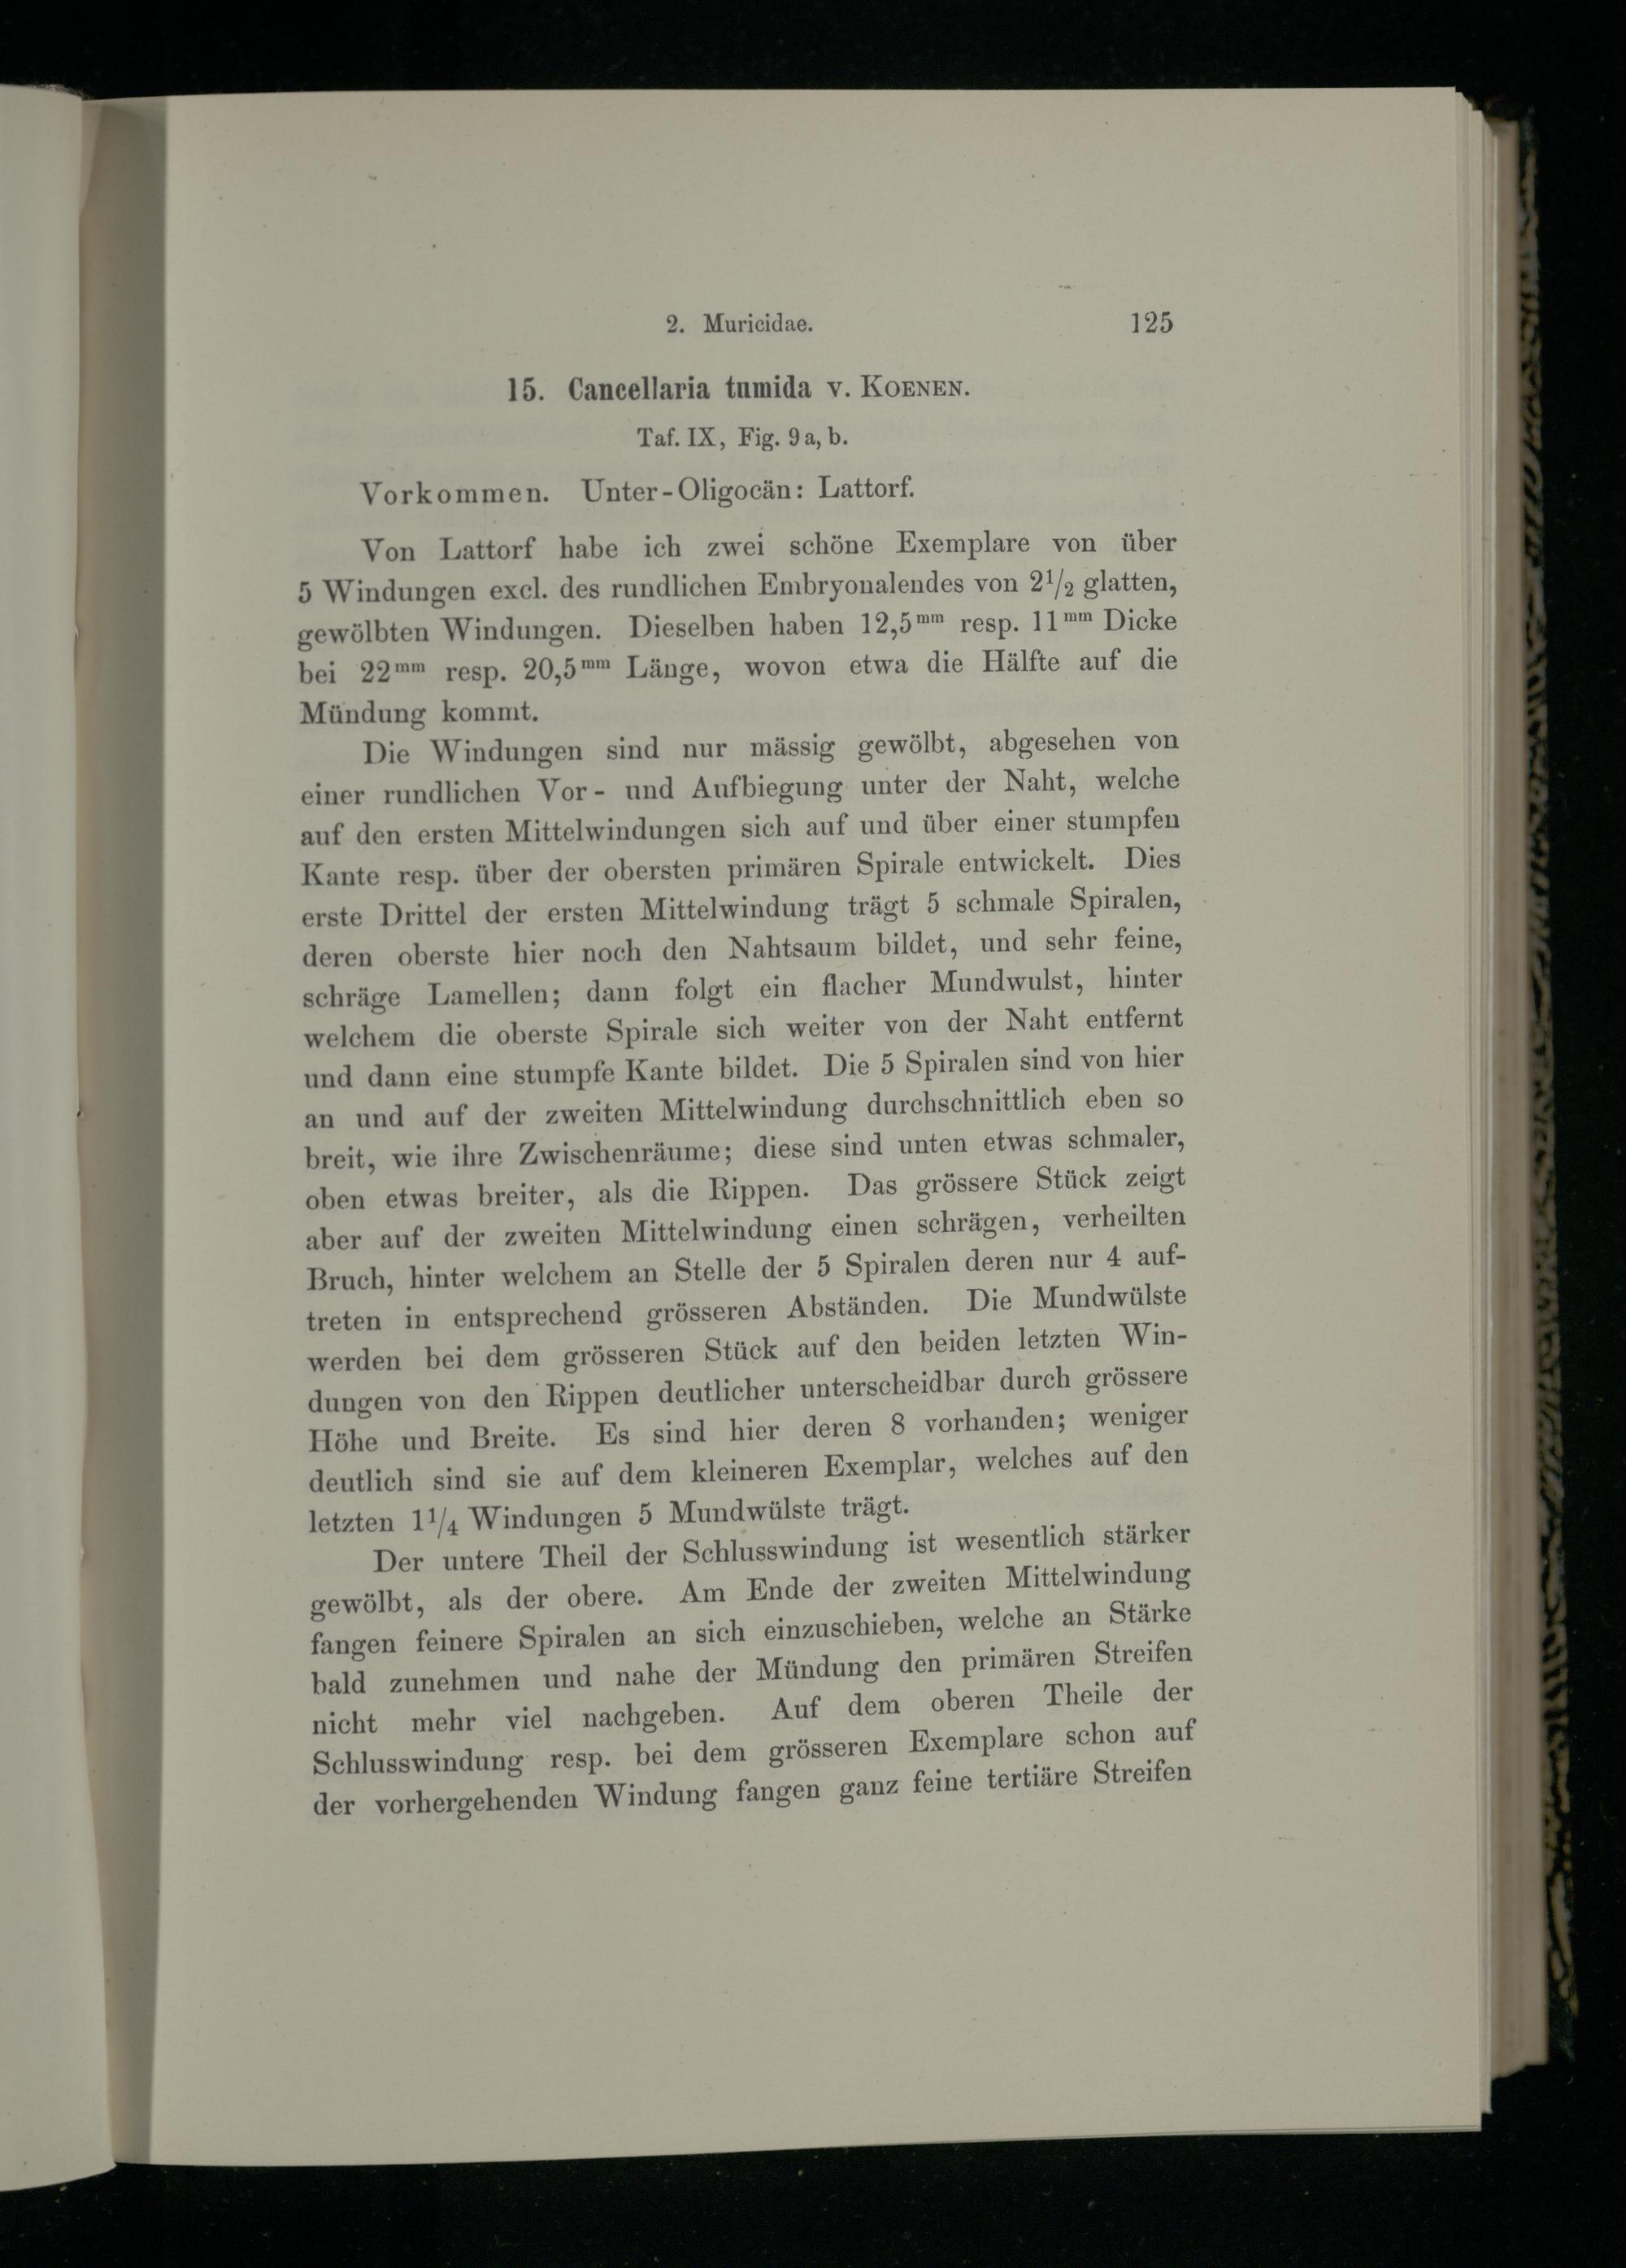 2. Muricidae. 125
15. Cancellaria tumida v. Koenen.
Taf. IX, Fig. 9 a, b.
Vorkommen. Unter-Oligocän: Lattorf.
Von Lattorf habe ich zwei schöne Exemplare von über
5 Windungen excl. des rundlichen Embryonalendes von 2 1/2 glatten,
gewölbten Windungen. Dieselben haben 12,5 mm resp. 11 mm Dicke
bei 22 mm resp. 20,5 mm Länge, wovon etwa die Hälfte auf die
Mündung kommt.
Die Windungen sind nur mässig gewölbt, abgesehen von
einer rundlichen Vor- und Aufbiegung unter der Naht, welche
auf den ersten Mittelwindungen sich auf und über einer stumpfen
Kante resp. über der obersten primären Spirale entwickelt. Dies
erste Drittel der ersten Mittelwindung trägt 5 schmale Spiralen,
deren oberste hier noch den Nahtsaum bildet, und sehr feine,
schräge Lamellen; dann folgt ein flacher Mundwulst, hinter
welchem die oberste Spirale sich weiter von der Naht entfernt
und dann eine stumpfe Kante bildet. Die 5 Spiralen sind von hier
an und auf der zweiten Mittelwindung durchschnittlich eben so
breit, wie ihre Zwischenräume; diese sind unten etwas schmaler,
oben etwas breiter, als die Rippen. Das grössere Stück zeigt
aber auf der zweiten Mittelwindung einen schrägen, verheilten
Bruch, hinter welchem an Stelle der 5 Spiralen deren nur 4 auf-
treten in entsprechend grösseren Abständen. Die Mundwülste
werden bei dem grösseren Stück auf den beiden letzten Win-
dungen von den Rippen deutlicher unterscheidbar durch grössere
Höhe und Breite. Es sind hier deren 8 vorhanden; weniger
deutlich sind sie auf dem kleineren Exemplar, welches auf den
letzten 1 1/4 Windungen 5 Mundwülste trägt.
Der untere Theil der Schlusswindung ist wesentlich stärker
gewölbt, als der obere. Am Ende der zweiten Mittelwindung
fangen feinere Spiralen an sich einzuschieben, welche an Stärke
bald zunehmen und nahe der Mündung den primären Streifen
nicht mehr viel nachgeben. Auf dem oberen Theile der
Schlusswindung resp. bei dem grösseren Exemplare schon auf
der vorhergehenden Windung fangen ganz feine tertiäre Streifen